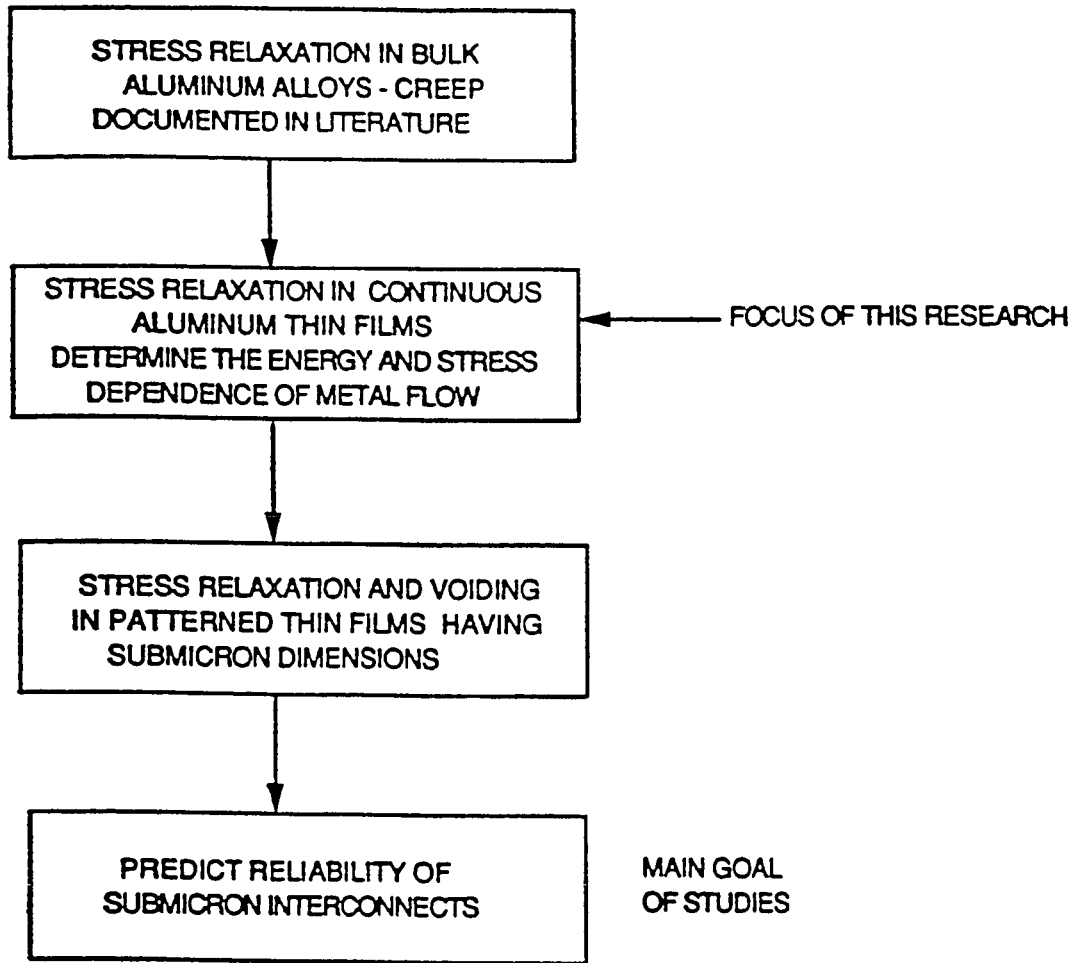 STRESS RELAXATION IN BULK
ALUMINUM ALLOYS - CREEP
DOCUMENTED IN LITERATURE
STRESS RELAXATION IN CONTINUOUS
ALUMINUM THIN FILMS
DETERMINE THE ENERGY AND STRESS
DEPENDENCE OF METAL FLOW
FOCUS OF THIS RESEARCH
STRESS RELAXATION AND VOIDING
IN PATTERNED THIN FILMS HAVING
SUBMICRON DIMENSIONS
PREDICT RELIABILITY OF
SUBMICRON INTERCONNECTS
MAIN GOAL
OF STUDIES